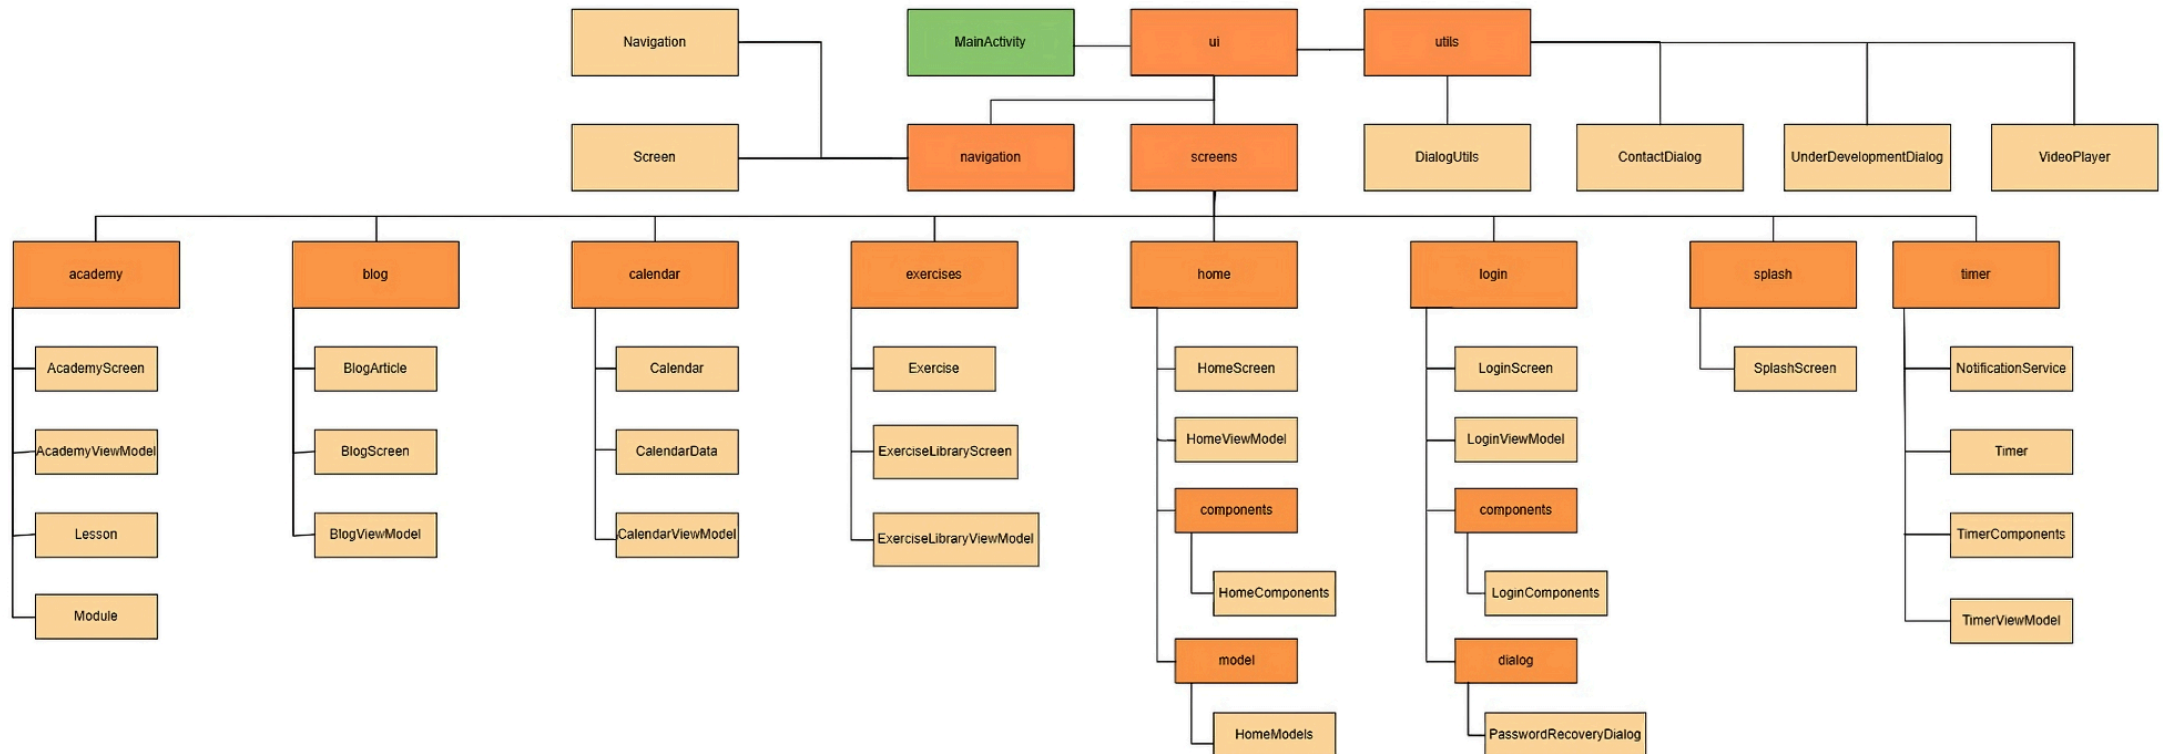 Navigation
MainActivity
ui
utils
Screen
navigation
screens
DialogUtils
ContactDialog
UnderDevelopmentDialog
VideoPlayer
academy
blog
calendar
exercises
home
login
splash
timer
AcademyScreen
BlogArticle
Calendar
Exercise
HomeScreen
LoginScreen
SplashScreen
NotificationService
AcademyViewModel
BlogScreen
CalendarData
ExerciseLibraryScreen
HomeViewModel
LoginViewModel
Timer
Lesson
BlogViewModel
CalendarViewModel
ExerciseLibraryViewModel
components
components
TimerComponents
HomeComponents
LoginComponents
Module
TimerViewModel
model
dialog
HomeModels
PasswordRecoveryDialog